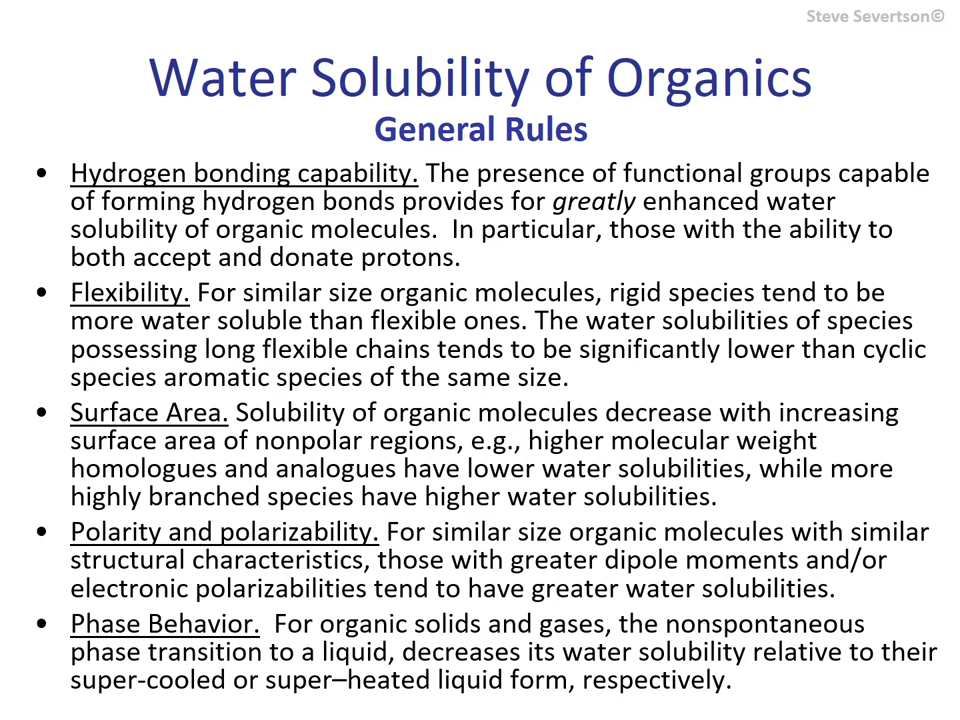 Steve Severtson©
Water Solubility of Organics
General Rules
• Hydrogen bonding capability. The presence of functional groups capable
of forming hydrogen bonds provides for greatly enhanced water
solubility of organic molecules.  In particular, those with the ability to
both accept and donate protons.
• Flexibility. For similar size organic molecules, rigid species tend to be
more water soluble than flexible ones. The water solubilities of species
possessing long flexible chains tends to be significantly lower than cyclic
species aromatic species of the same size.
• Surface Area. Solubility of organic molecules decrease with increasing
surface area of nonpolar regions, e.g., higher molecular weight
homologues and analogues have lower water solubilities, while more
highly branched species have higher water solubilities.
• Polarity and polarizability. For similar size organic molecules with similar
structural characteristics, those with greater dipole moments and/or
electronic polarizabilities tend to have greater water solubilities.
• Phase Behavior.  For organic solids and gases, the nonspontaneous
phase transition to a liquid, decreases its water solubility relative to their
super-cooled or super–heated liquid form, respectively.